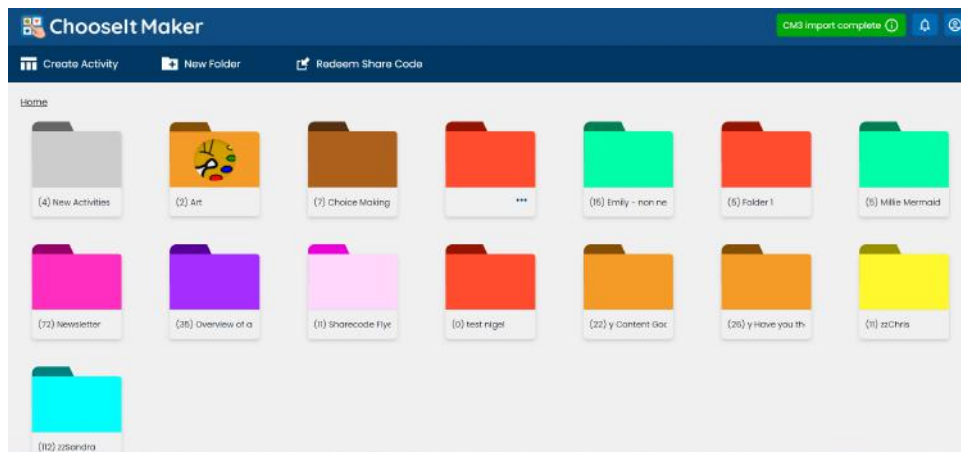 ChooseIt Maker
CM3 import complete
Create Activity New Folder Redeem Share Code
Home
(4) New Activities (2) Art (7) Choice Making (15) Emily - non ne (5) Folder 1 (5) Millie Mermaid
(72) Newsletter (35) Overview of a (11) Sharecode Flye (0) test nigel (22) y Content Goo (25) y Have you th (11) zzChris
(112) zzSandra